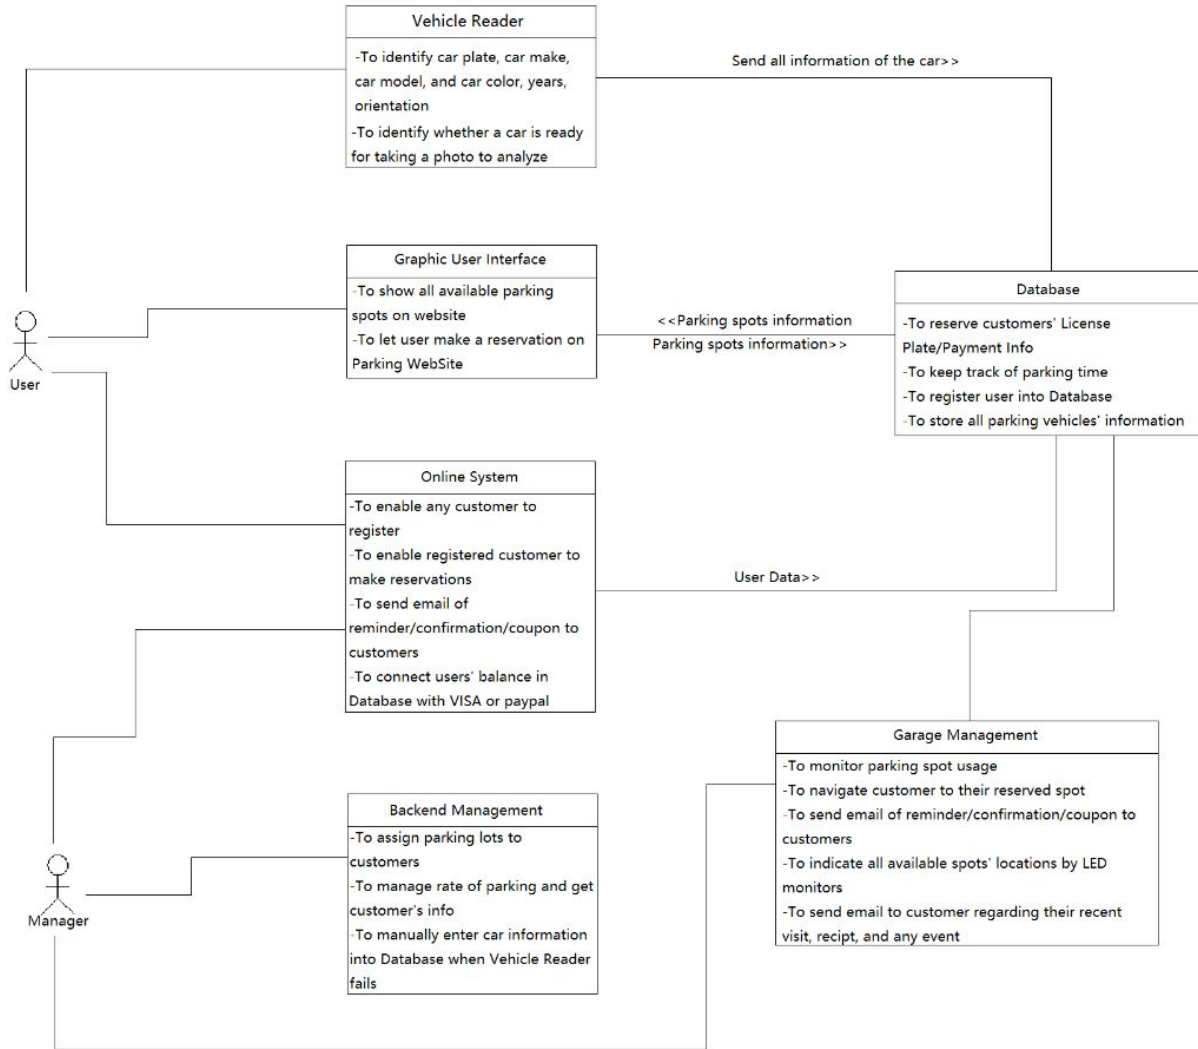 Vehicle Reader
-To identify car plate, car make,
car model, and car color, years,
orientation
-To identify whether a car is ready
for taking a photo to analyze
Send all information of the car>>
Graphic User Interface
-To show all available parking
spots on website
-To let user make a reservation on
Parking WebSite
<<Parking spots information
Parking spots information>>
Database
-To reserve customers' License
Plate/Payment Info
-To keep track of parking time
-To register user into Database
-To store all parking vehicles' information
User
Online System
-To enable any customer to
register
-To enable registered customer to
make reservations
-To send email of
reminder/confirmation/coupon to
customers
-To connect users' balance in
Database with VISA or paypal
User Data>>
Garage Management
-To monitor parking spot usage
-To navigate customer to their reserved spot
-To send email of reminder/confirmation/coupon to
customers
-To indicate all available spots' locations by LED
monitors
-To send email to customer regarding their recent
visit, recipt, and any event
Backend Management
-To assign parking lots to
customers
-To manage rate of parking and get
customer's info
-To manually enter car information
into Database when Vehicle Reader
fails
Manager